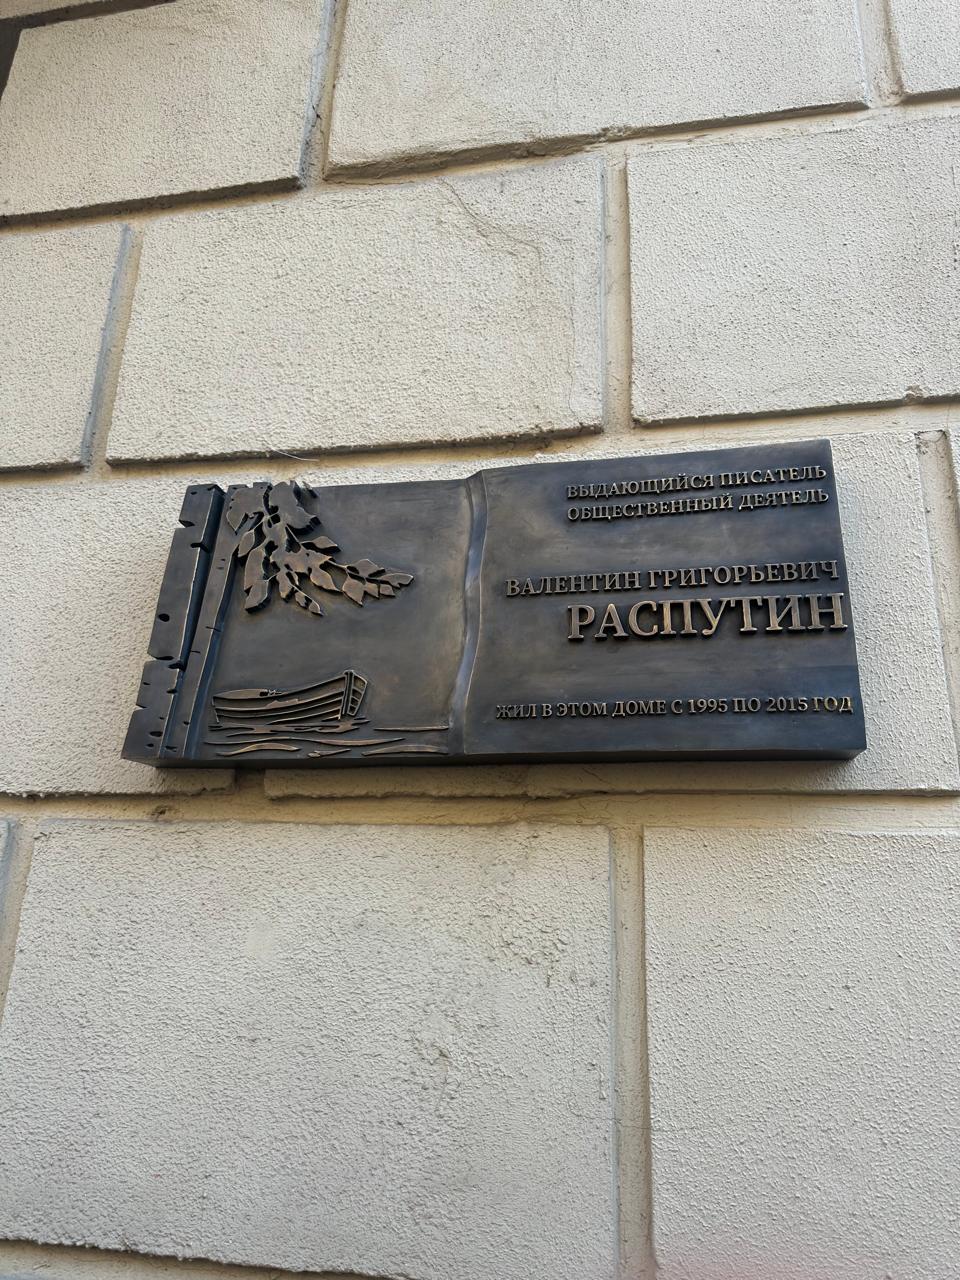 ВЫДАЮЩИЙСЯ ПИСАТЕЛЬ
ОБЩЕСТВЕННЫЙ ДЕЯТЕЛЬ
ВАЛЕНТИН ГРИГОРЬЕВИЧ
РАСПУТИН
ЖИЛ В ЭТОМ ДОМЕ С 1995 ПО 2015 ГОД